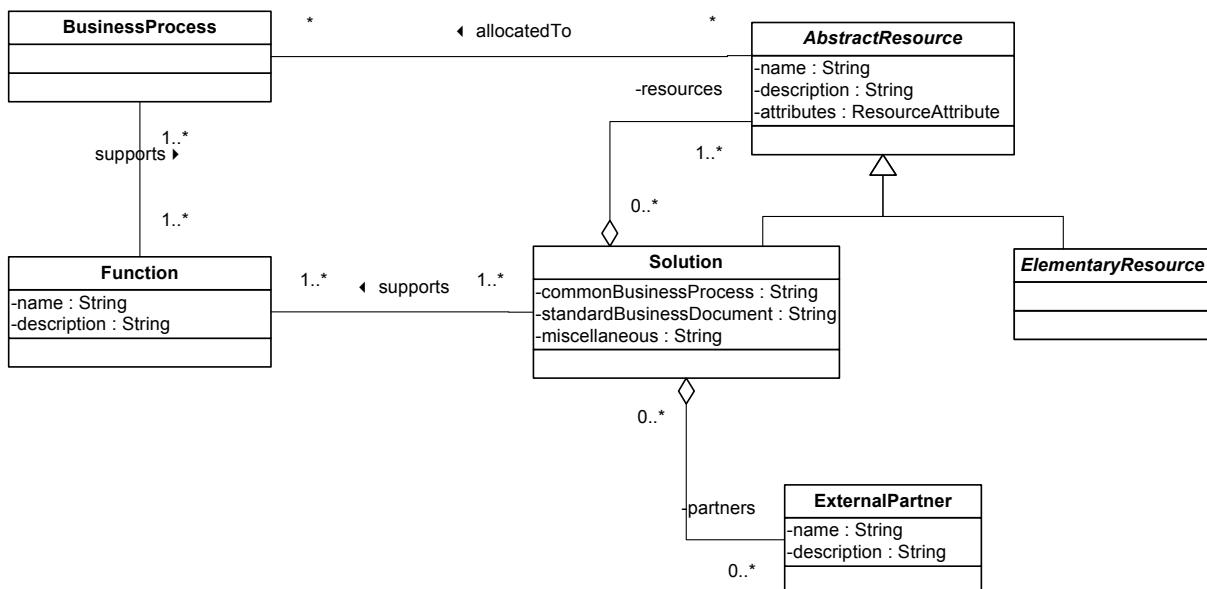 BusinessProcess
* ◄ allocatedTo *
AbstractResource
-name : String
-description : String
-attributes : ResourceAttribute
-resources
1..*
0..*
1..*
supports ►
1..*
Function
-name : String
-description : String
1..* ◄ supports 1..*
Solution
-commonBusinessProcess : String
-standardBusinessDocument : String
-miscellaneous : String
ElementaryResource
0..*
-partners
0..*
ExternalPartner
-name : String
-description : String